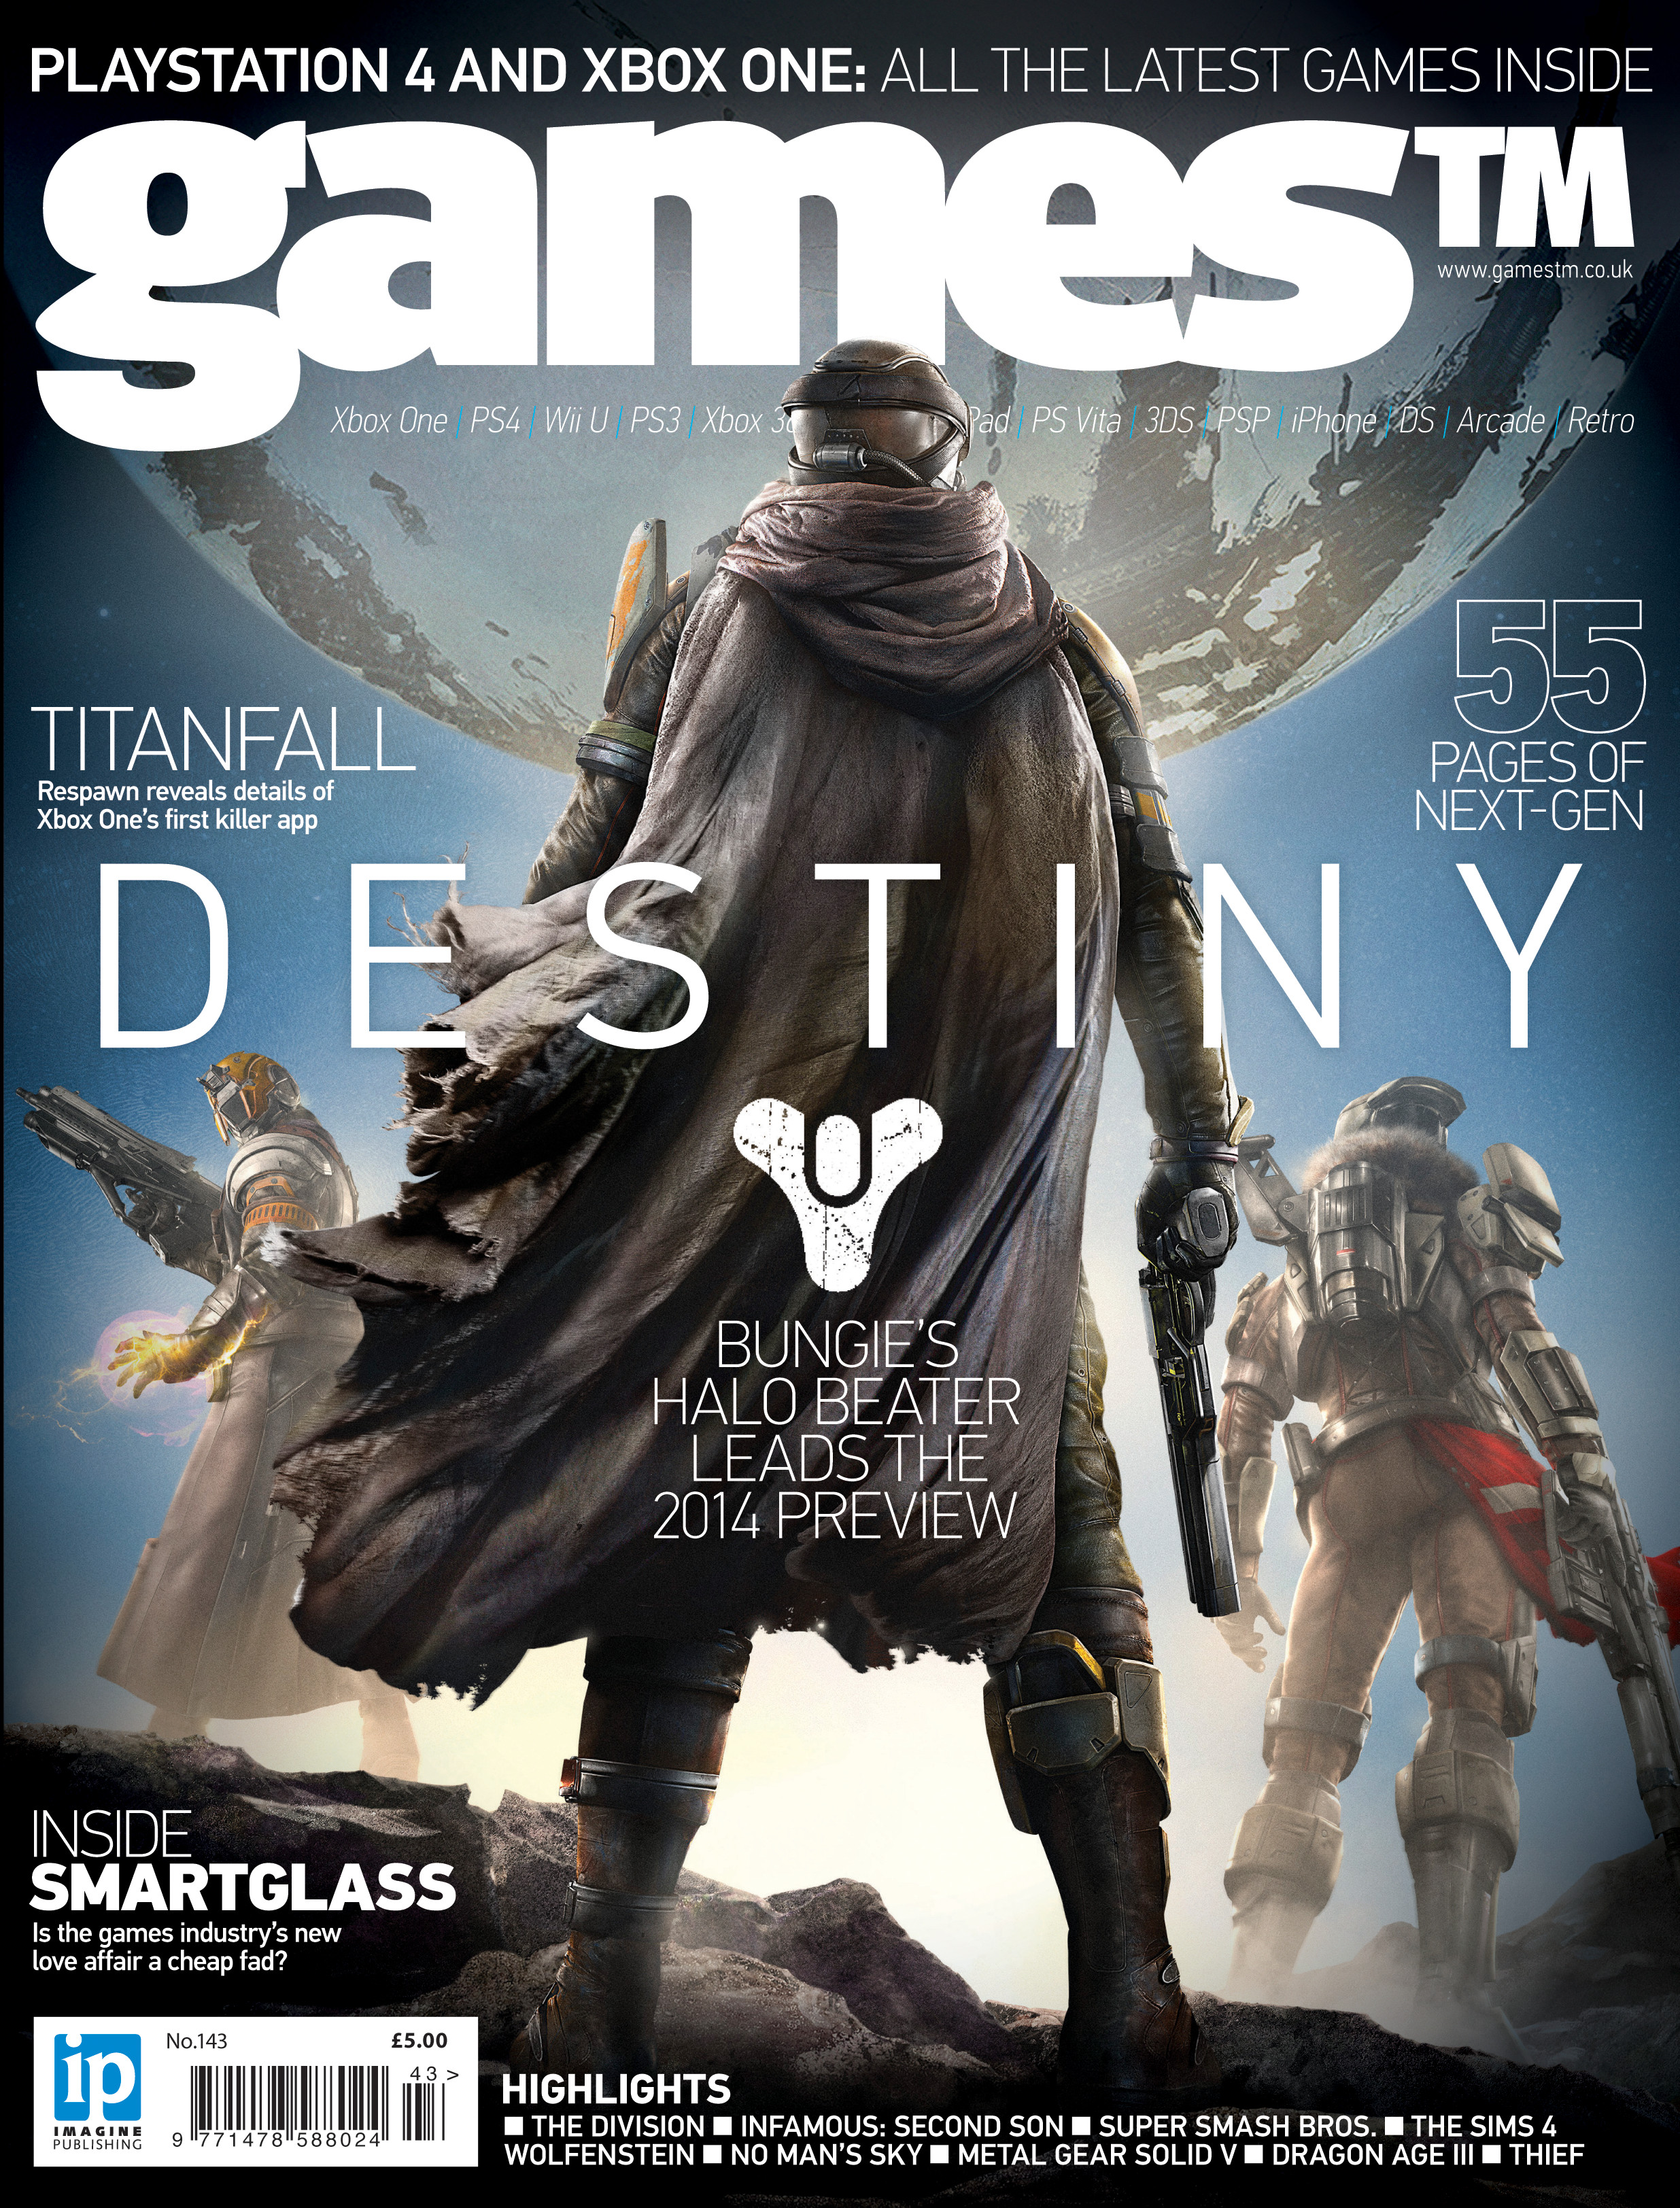 PLAYSTATION 4 AND XBOX ONE: ALL THE LATEST GAMES INSIDE
gamesTM
www.gamestm.co.uk
Xbox One | PS4 | Wii U | PS3 | Xbox 3 Pad | PS Vita | 3DS | PSP | iPhone | DS | Arcade | Retro
55
PAGES OF
NEXT-GEN
TITANFALL
Respawn reveals details of
Xbox One's first killer app
DESTINY
BUNGIE'S
HALO BEATER
LEADS THE
2014 PREVIEW
INSIDE
SMARTGLASS
Is the games industry's new
love affair a cheap fad?
ip
IMAGINE
PUBLISHING
No.143
£5.00
43 >
9 771478 588024
HIGHLIGHTS
■ THE DIVISION ■ INFAMOUS: SECOND SON ■ SUPER SMASH BROS. ■ THE SIMS 4
WOLFENSTEIN ■ NO MAN'S SKY ■ METAL GEAR SOLID V ■ DRAGON AGE III ■ THIEF